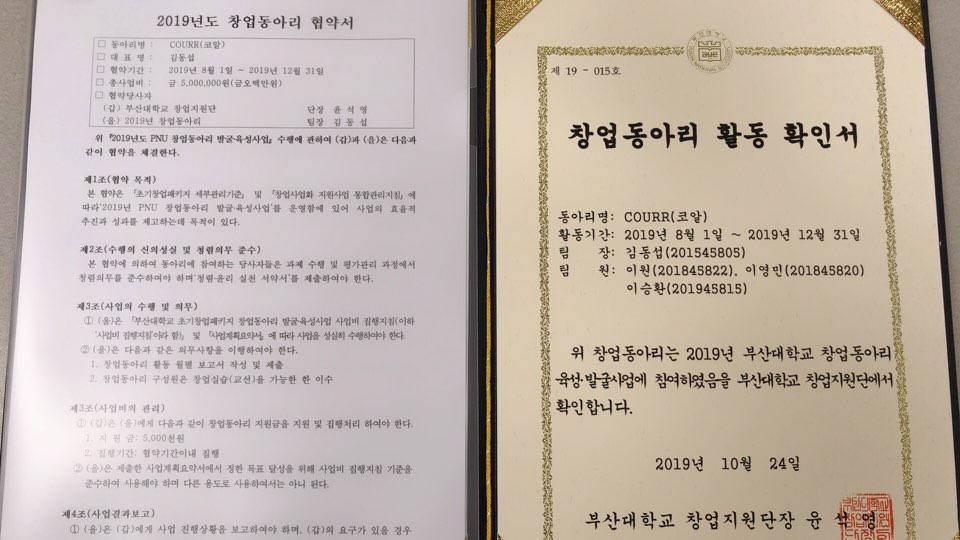 2019년도 창업동아리 협약서
□ 동아리명 : COURR(코알)
□ 대 표 명 : 김동섭
□ 협약기간 : 2019년 8월 1일 ~ 2019년 12월 31일
□ 총사업비 : 금 5,000,000원(금오백만원)
□ 협약당사자
(갑) 부산대학교 창업지원단 단장 윤 석 영
(을) 2019년 창업동아리 팀장 김 동 섭
위 『2019년도 PNU 창업동아리 발굴·육성사업』 수행에 관하여 (갑)과 (을)은 다음과
같이 협약을 체결한다.
제1조(협약 목적)
본 협약은 「초기창업패키지 세부관리기준」 및 「창업사업화 지원사업 통합관리지침」에
따라 '2019년 PNU 창업동아리 발굴·육성사업'를 운영함에 있어 사업의 효율적
추진과 성과를 제고하는데 목적이 있다.
제2조(수행의 신의성실 및 청렴의무 준수)
본 협약에 의하여 동아리에 참여하는 당사자들은 과제 수행 및 평가관리 과정에서
청렴의무를 준수하여야 하며 '청렴·윤리 실천 서약서'를 제출하여야 한다.
제3조(사업의 수행 및 의무)
① (을)은 「부산대학교 초기창업패키지 창업동아리 발굴·육성사업 사업비 집행지침(이하
'사업비 집행지침'이라 함)」 및 「사업계획요약서」에 따라 사업을 성실히 수행하여야 한다.
② (을)은 다음과 같은 의무사항을 이행하여야 한다.
1. 창업동아리 활동 월별 보고서 작성 및 제출
2. 창업동아리 구성원은 창업실습(교선)을 가능한 한 이수
제3조(사업비의 관리)
① (갑)은 (을)에게 다음과 같이 창업동아리 지원금을 지원 및 집행처리 하여야 한다.
1. 지 원 금: 5,000천원
2. 집행기간: 협약기간이내 집행
② (을)은 제출한 사업계획요약서에서 정한 목표 달성을 위해 사업비 집행지침 기준을
준수하여 사용해야 하며 다른 용도로 사용하여서는 아니 된다.
제4조(사업결과보고)
① (을)은 (갑)에게 사업 진행상황을 보고하여야 하며, (갑)의 요구가 있을 경우
제 19 - 015호
창업동아리 활동 확인서
동아리명: COURR(코알)
활동기간: 2019년 8월 1일 ~ 2019년 12월 31일
팀 장: 김동섭(201545805)
팀 원: 이원(201845822), 이영민(201845820)
이승환(201945815)
위 창업동아리는 2019년 부산대학교 창업동아리
육성·발굴사업에 참여하였음을 부산대학교 창업지원단에서
확인합니다.
2019년 10월 24일
부산대학교 창업지원단장 윤 석 영